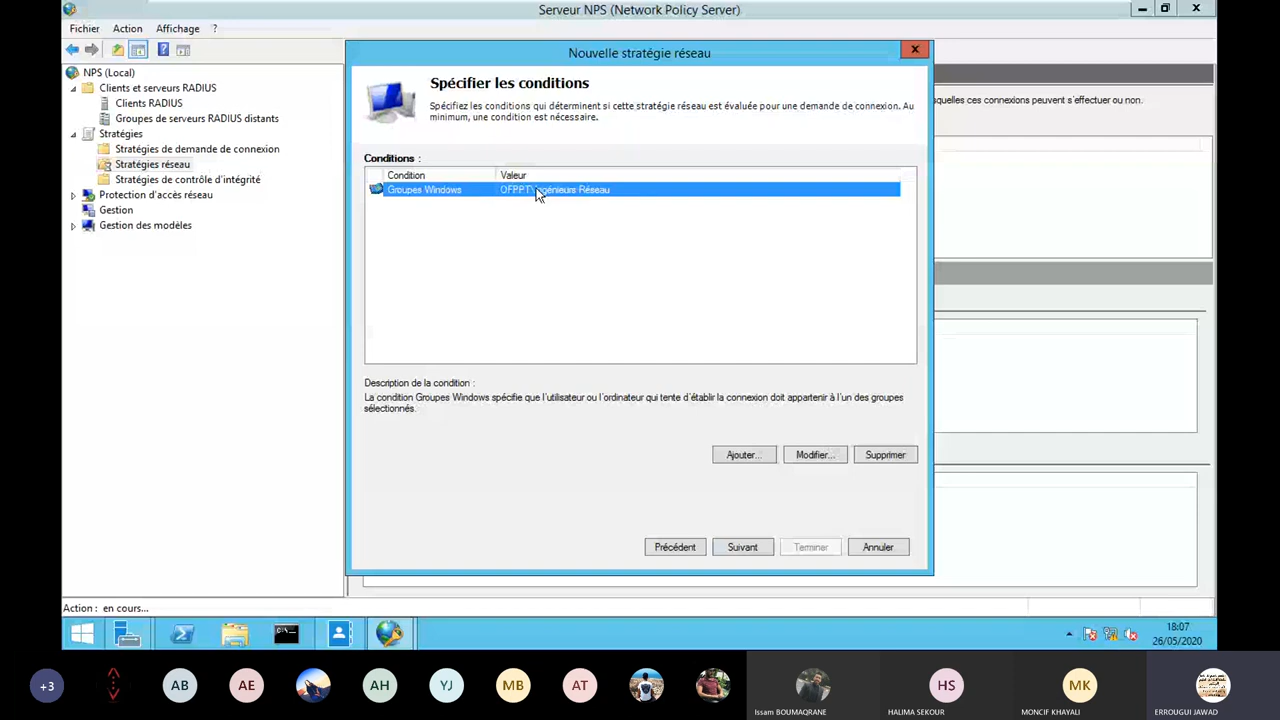 Serveur NPS (Network Policy Server)
Fichier Action Affichage ?
NPS (Local)
Clients et serveurs RADIUS
Clients RADIUS
Groupes de serveurs RADIUS distants
Stratégies
Stratégies de demande de connexion
Stratégies réseau
Stratégies de contrôle d'intégrité
Protection d'accès réseau
Gestion
Gestion des modèles
Nouvelle stratégie réseau
Spécifier les conditions
Spécifiez les conditions qui déterminent si cette stratégie réseau est évaluée pour une demande de connexion. Au
minimum, une condition est nécessaire.
esquelles ces connexions peuvent s'effectuer ou non.
Conditions :
Condition Valeur
Groupes Windows OFPPT\Ingénieurs Réseau
Description de la condition :
La condition Groupes Windows spécifie que l'utilisateur ou l'ordinateur qui tente d'établir la connexion doit appartenir à l'un des groupes
sélectionnés.
Ajouter... Modifier... Supprimer
Précédent Suivant Terminer Annuler
Action : en cours...
18:07
26/05/2020
+3 AB AE AH YJ MB AT HS MK
Issam BOUMAQRANE HALIMA SEKOUR MONCIF KHAYALI ERROUGUI JAWAD